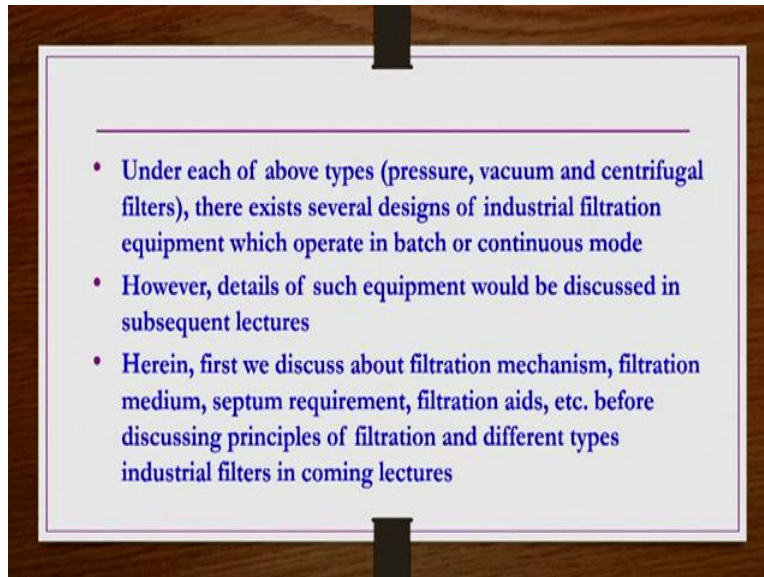 • Under each of above types (pressure, vacuum and centrifugal
filters), there exists several designs of industrial filtration
equipment which operate in batch or continuous mode
• However, details of such equipment would be discussed in
subsequent lectures
• Herein, first we discuss about filtration mechanism, filtration
medium, septum requirement, filtration aids, etc. before
discussing principles of filtration and different types
industrial filters in coming lectures